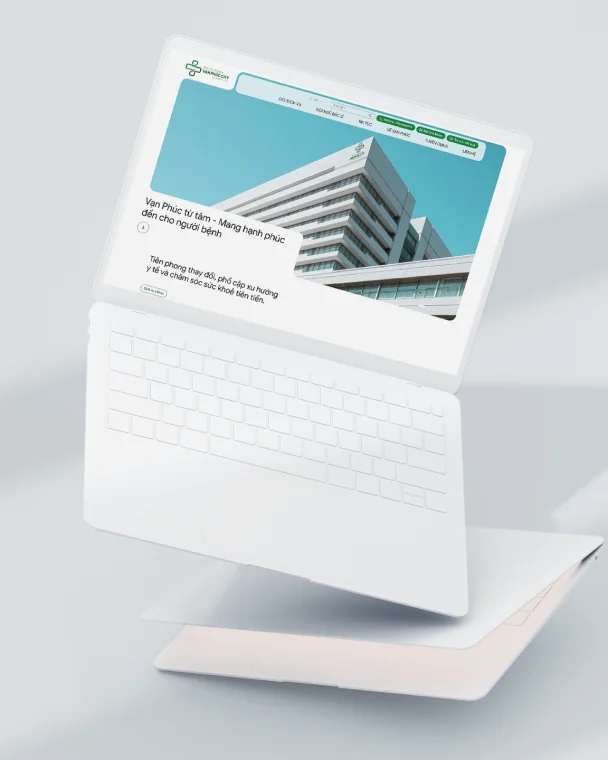 VẠN PHÚC CITY
GÓI DỊCH VỤ
ĐỘI NGŨ BÁC SĨ
TIN TỨC
VỀ VẠN PHÚC
TUYỂN DỤNG
LIÊN HỆ
Vạn Phúc từ tâm - Mang hạnh phúc
đến cho người bệnh
Tiên phong thay đổi, phổ cập xu hướng
y tế và chăm sóc sức khoẻ tiên tiến.